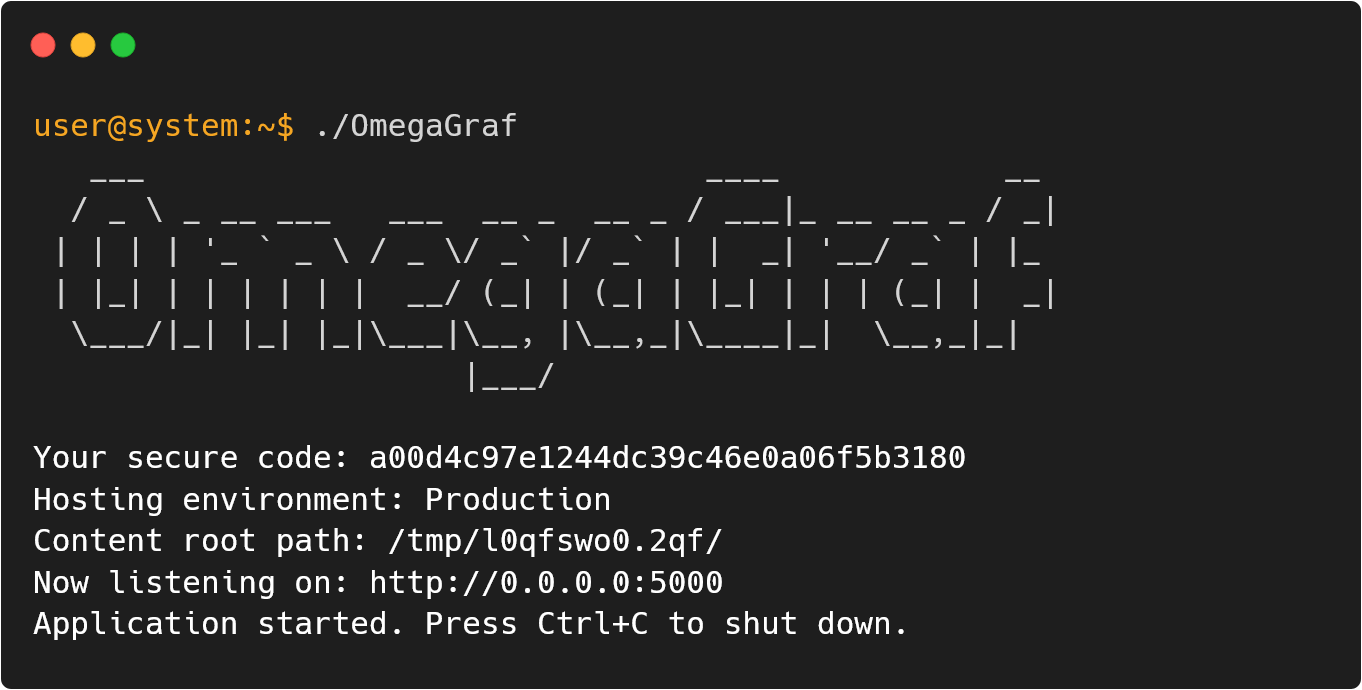 user@system:~$ ./OmegaGraf
   ___                              ____            __
  / _ \ _ __ ___   ___  __ _  __ _ / ___|_ __ __ _ / _|
 | | | | '_ ` _ \ / _ \/ _` |/ _` | |  _| '__/ _` | |_
 | |_| | | | | | |  __/ (_| | (_| | |_| | | | (_| |  _|
  \___/|_| |_| |_|\___|\__, |\__,_|\____|_|  \__,_|_|
                       |___/
Your secure code: a00d4c97e1244dc39c46e0a06f5b3180
Hosting environment: Production
Content root path: /tmp/l0qfswo0.2qf/
Now listening on: http://0.0.0.0:5000
Application started. Press Ctrl+C to shut down.